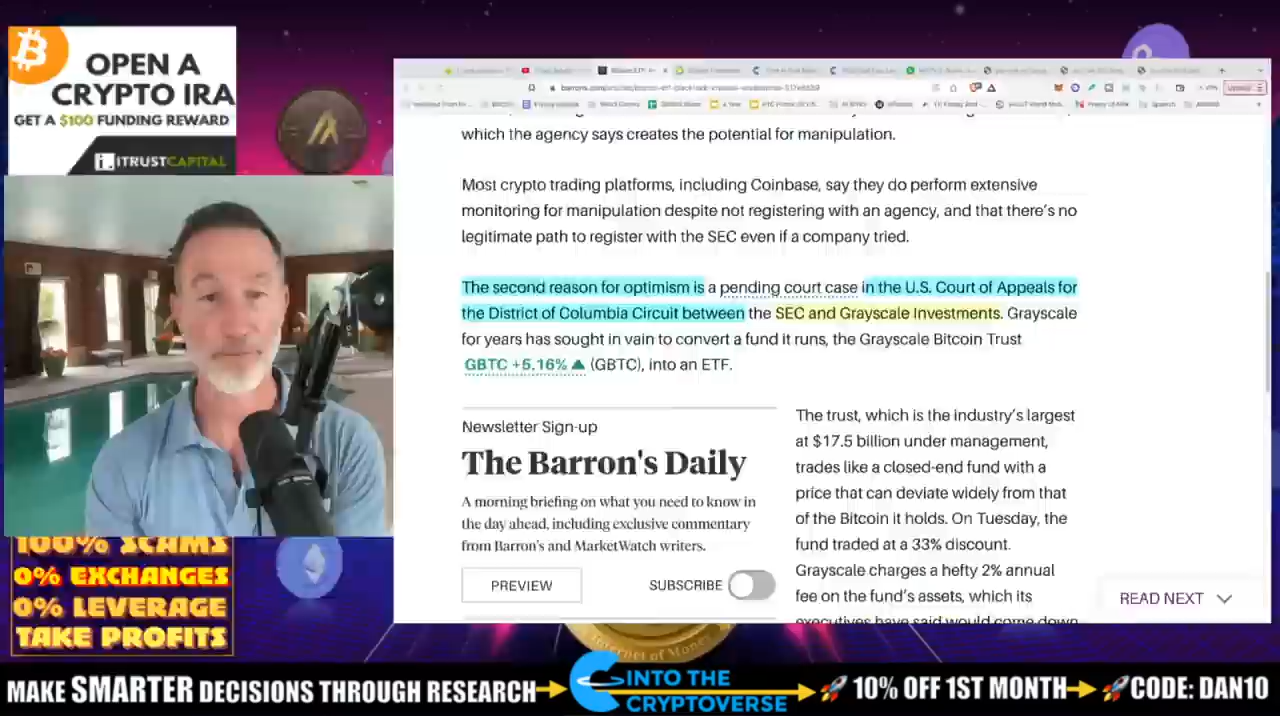 OPEN A
CRYPTO IRA
GET A $100 FUNDING REWARD
ITRUSTCAPITAL
which the agency says creates the potential for manipulation.
Most crypto trading platforms, including Coinbase, say they do perform extensive
monitoring for manipulation despite not registering with an agency, and that there's no
legitimate path to register with the SEC even if a company tried.
The second reason for optimism is a pending court case in the U.S. Court of Appeals for
the District of Columbia Circuit between the SEC and Grayscale Investments. Grayscale
for years has sought in vain to convert a fund it runs, the Grayscale Bitcoin Trust
GBTC +5.16% ▲ (GBTC), into an ETF.
Newsletter Sign-up
The Barron's Daily
A morning briefing on what you need to know in
the day ahead, including exclusive commentary
from Barron's and MarketWatch writers.
PREVIEW
SUBSCRIBE
The trust, which is the industry's largest
at $17.5 billion under management,
trades like a closed-end fund with a
price that can deviate widely from that
of the Bitcoin it holds. On Tuesday, the
fund traded at a 33% discount.
Grayscale charges a hefty 2% annual
fee on the fund's assets, which its
executives have said would come down
READ NEXT
100% SCAMS
0% EXCHANGES
0% LEVERAGE
TAKE PROFITS
Internet of Money
MAKE SMARTER DECISIONS THROUGH RESEARCH
INTO THE
CRYPTOVERSE
10% OFF 1ST MONTH
CODE: DAN10